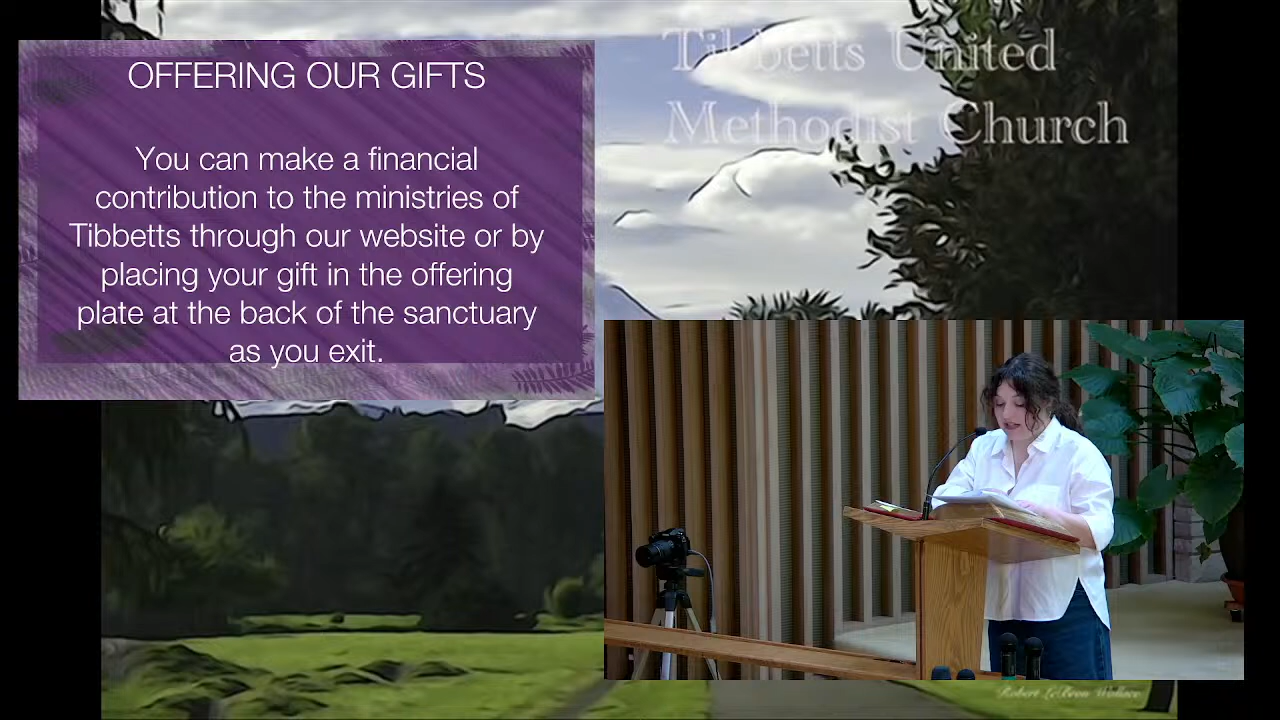 OFFERING OUR GIFTS
You can make a financial
contribution to the ministries of
Tibbetts through our website or by
placing your gift in the offering
plate at the back of the sanctuary
as you exit.
Tibbetts United
Methodist Church
Robert LeBron Wallace